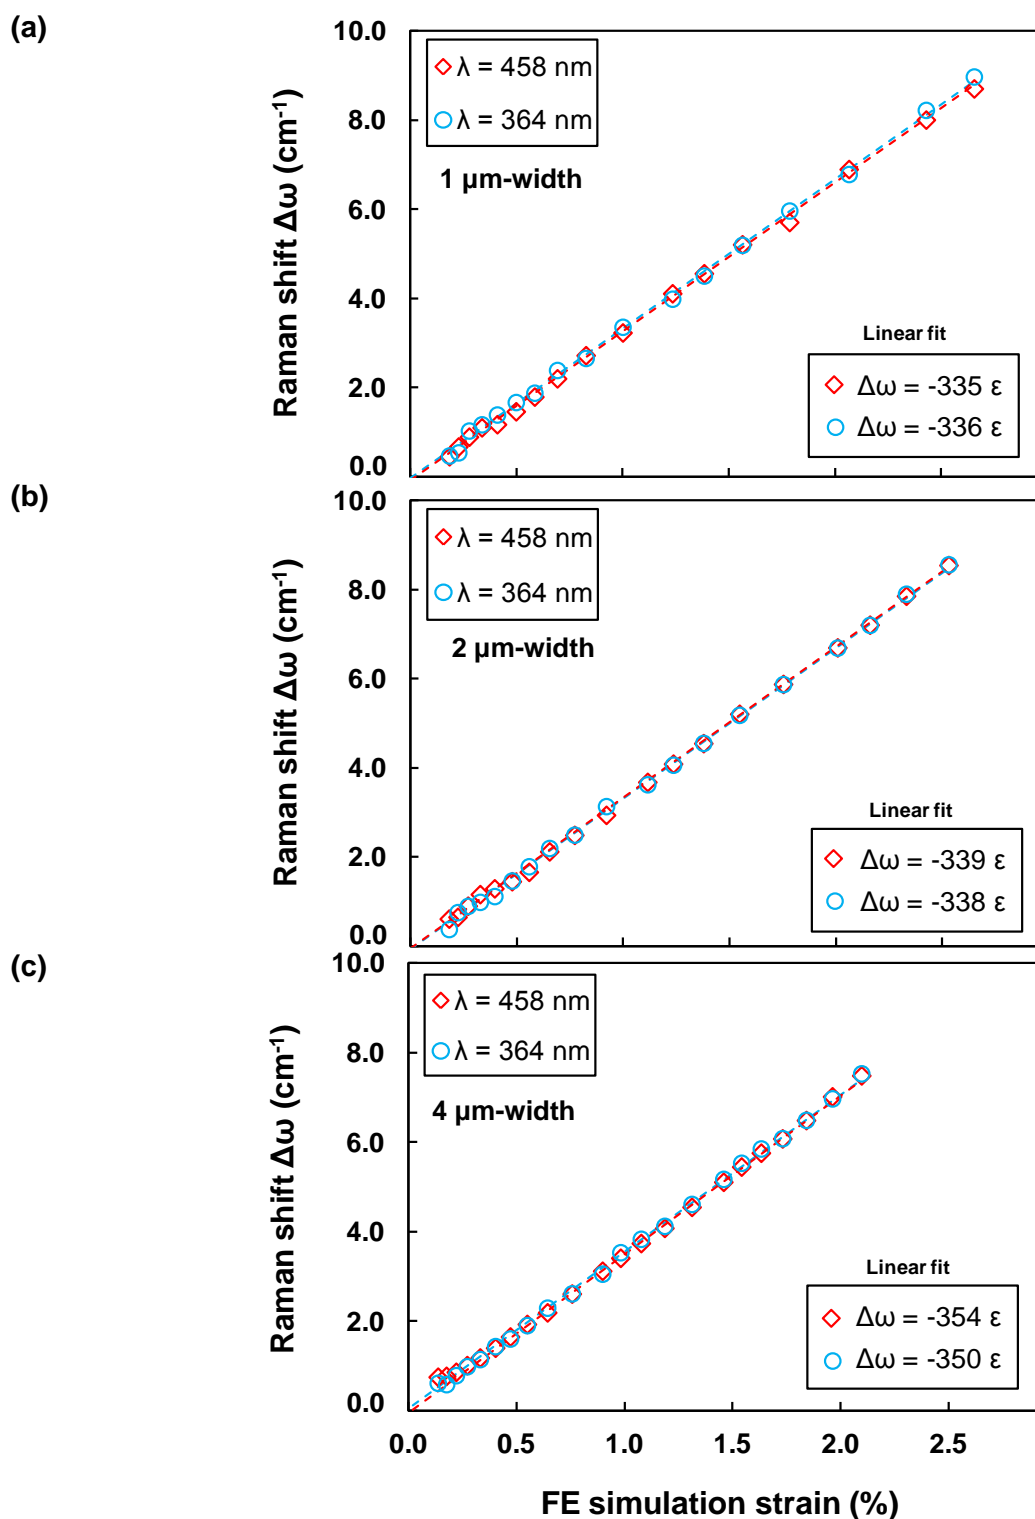 (a)
10.0
8.0
6.0
4.0
2.0
0.0
Raman shift Δω (cm-1)
λ = 458 nm
λ = 364 nm
1 µm-width
Linear fit
Δω = -335 ε
Δω = -336 ε
(b)
10.0
8.0
6.0
4.0
2.0
0.0
Raman shift Δω (cm-1)
λ = 458 nm
λ = 364 nm
2 µm-width
Linear fit
Δω = -339 ε
Δω = -338 ε
(c)
10.0
8.0
6.0
4.0
2.0
0.0
Raman shift Δω (cm-1)
λ = 458 nm
λ = 364 nm
4 µm-width
Linear fit
Δω = -354 ε
Δω = -350 ε
0.0 0.5 1.0 1.5 2.0 2.5
FE simulation strain (%)